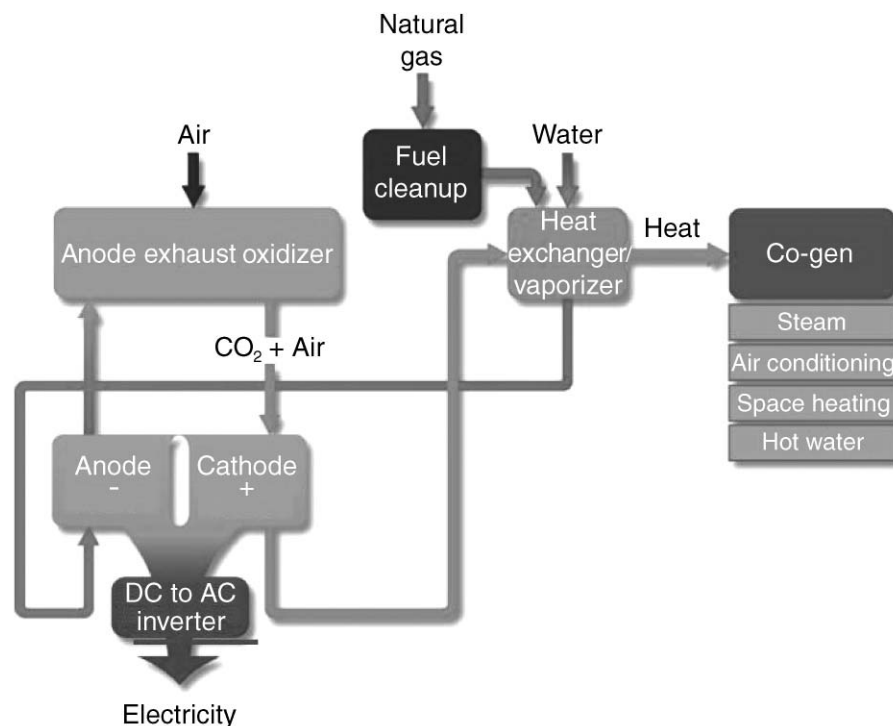 Natural
gas
Air
Fuel
cleanup
Water
Anode exhaust oxidizer
Heat
exchanger/
vaporizer
Heat
Co-gen
Steam
Air conditioning
Space heating
Hot water
CO₂ + Air
Anode
-
Cathode
+
DC to AC
inverter
Electricity